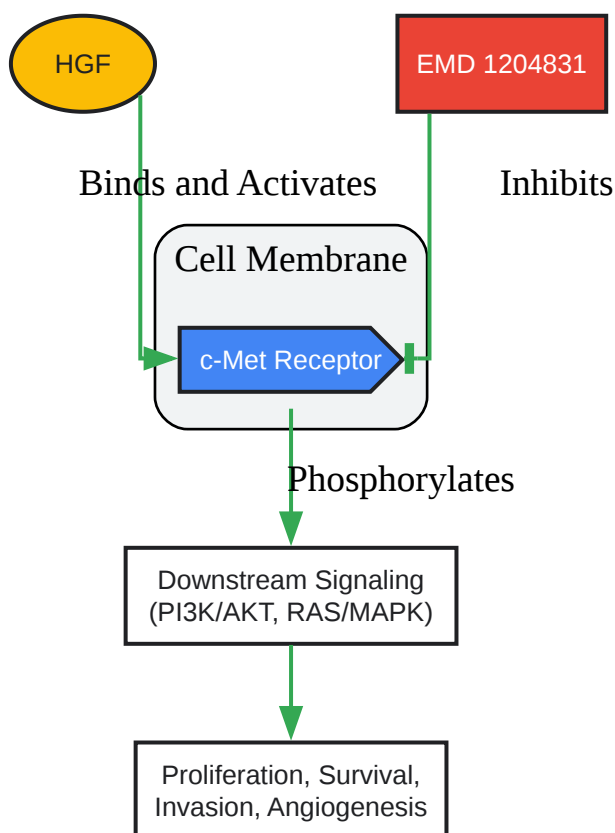 HGF
EMD 1204831
Binds and Activates
Inhibits
Cell Membrane
c-Met Receptor
Phosphorylates
Downstream Signaling
(PI3K/AKT, RAS/MAPK)
Proliferation, Survival,
Invasion, Angiogenesis